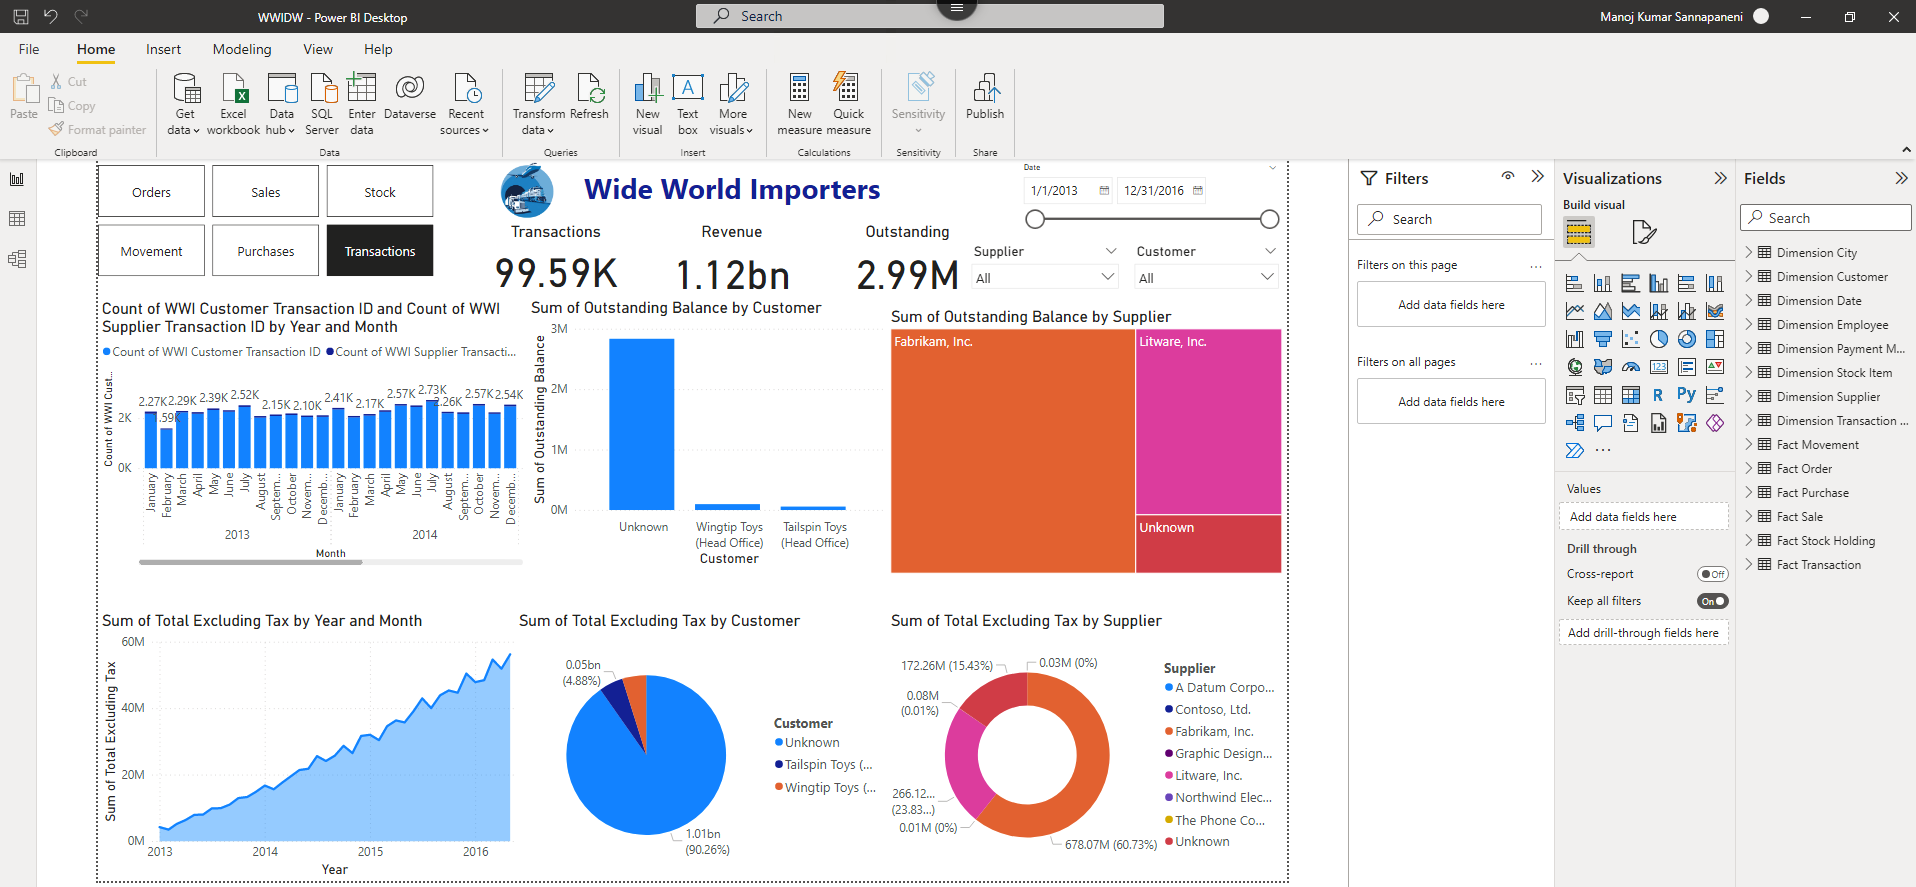 WWIDW - Power BI Desktop
Search
Manoj Kumar Sannapaneni
File Home Insert Modeling View Help
Paste
Cut
Copy
Format painter
Clipboard
Get data
Excel workbook
Data hub
SQL Server
Enter data
Dataverse
Recent sources
Data
Transform data
Refresh
Queries
New visual
Text box
More visuals
Insert
New measure
Quick measure
Calculations
Sensitivity
Sensitivity
Publish
Share
Orders Sales Stock
Movement Purchases Transactions
Wide World Importers
Transactions
99.59K
Revenue
1.12bn
Outstanding
2.99M
Date
1/1/2013 12/31/2016
Supplier
All
Customer
All
Count of WWI Customer Transaction ID and Count of WWI
Supplier Transaction ID by Year and Month
Count of WWI Customer Transaction ID Count of WWI Supplier Transacti...
Count of WWI Cust...
2K
0K
2.27K .59K 2.29K 2.39K 2.52K 2.15K 2.10K 2.41K 2.17K 2.57K 2.73K 2.26K 2.57K 2.54K
January February March April May June July August Septem... October Novem... Decemb... January February March April May June July August Septem... October Novem... Decemb...
2013 2014
Month
Sum of Outstanding Balance by Customer
Sum of Outstanding Balance
3M
2M
1M
0M
Unknown
Wingtip Toys
(Head Office)
Tailspin Toys
(Head Office)
Customer
Sum of Outstanding Balance by Supplier
Fabrikam, Inc.
Litware, Inc.
Unknown
Sum of Total Excluding Tax by Year and Month
Sum of Total Excluding Tax
60M
40M
20M
0M
2013 2014 2015 2016
Year
Sum of Total Excluding Tax by Customer
0.05bn
(4.88%)
1.01bn
(90.26%)
Customer
Unknown
Tailspin Toys (...
Wingtip Toys (...
Sum of Total Excluding Tax by Supplier
172.26M (15.43%)
0.03M (0%)
0.08M
(0.01%)
266.12...
(23.83...)
0.01M (0%)
678.07M (60.73%)
Supplier
A Datum Corpo...
Contoso, Ltd.
Fabrikam, Inc.
Graphic Design...
Litware, Inc.
Northwind Elec...
The Phone Co...
Unknown
Filters
Search
Filters on this page ...
Add data fields here
Filters on all pages ...
Add data fields here
Visualizations
Build visual
123
R
Py
...
Values
Add data fields here
Drill through
Cross-report Off
Keep all filters On
Add drill-through fields here
Fields
Search
Dimension City
Dimension Customer
Dimension Date
Dimension Employee
Dimension Payment M...
Dimension Stock Item
Dimension Supplier
Dimension Transaction ...
Fact Movement
Fact Order
Fact Purchase
Fact Sale
Fact Stock Holding
Fact Transaction